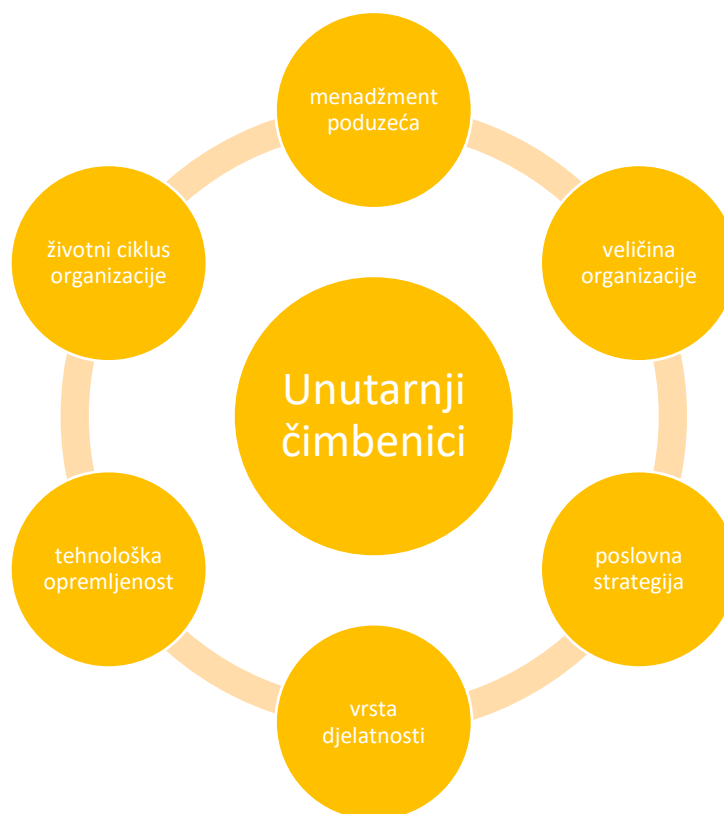 menadžment
poduzeća
veličina
organizacije
poslovna
strategija
vrsta
djelatnosti
tehnološka
opremljenost
životni ciklus
organizacije
Unutarnji
čimbenici